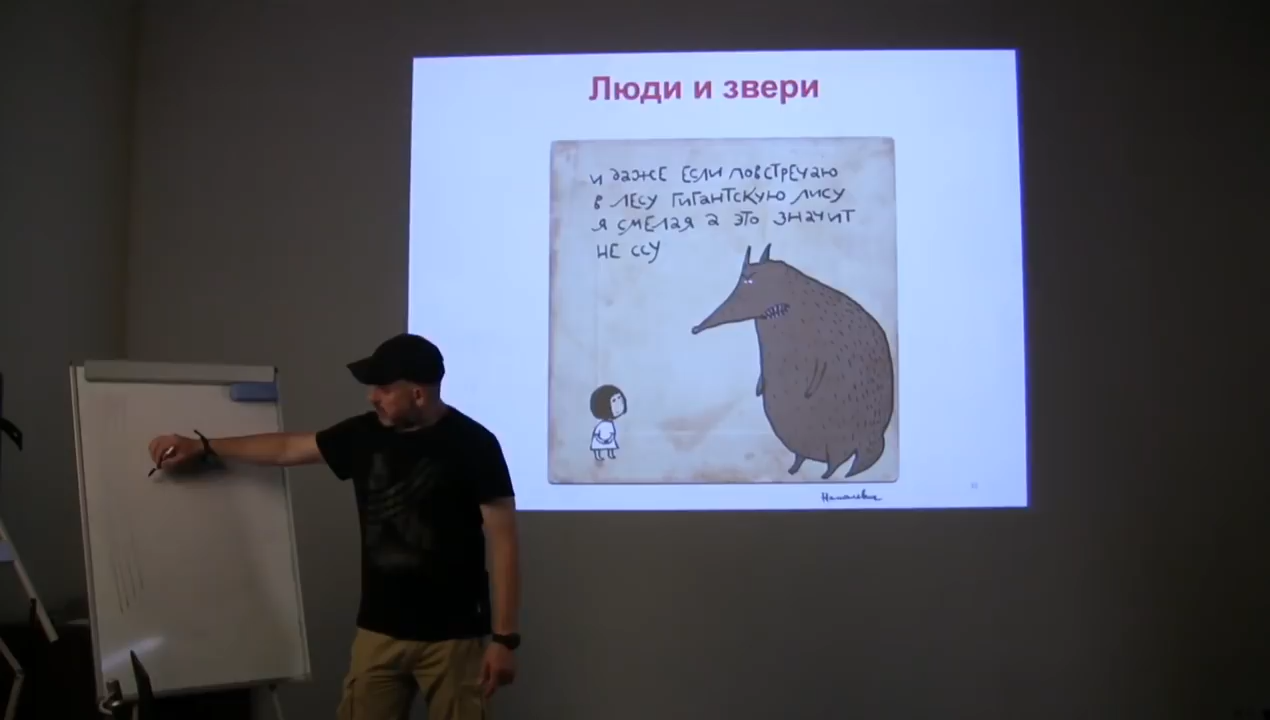 Люди и звери
и даже если повстречаю
в лесу гигантскую лису
я смелая а это значит
не ссу